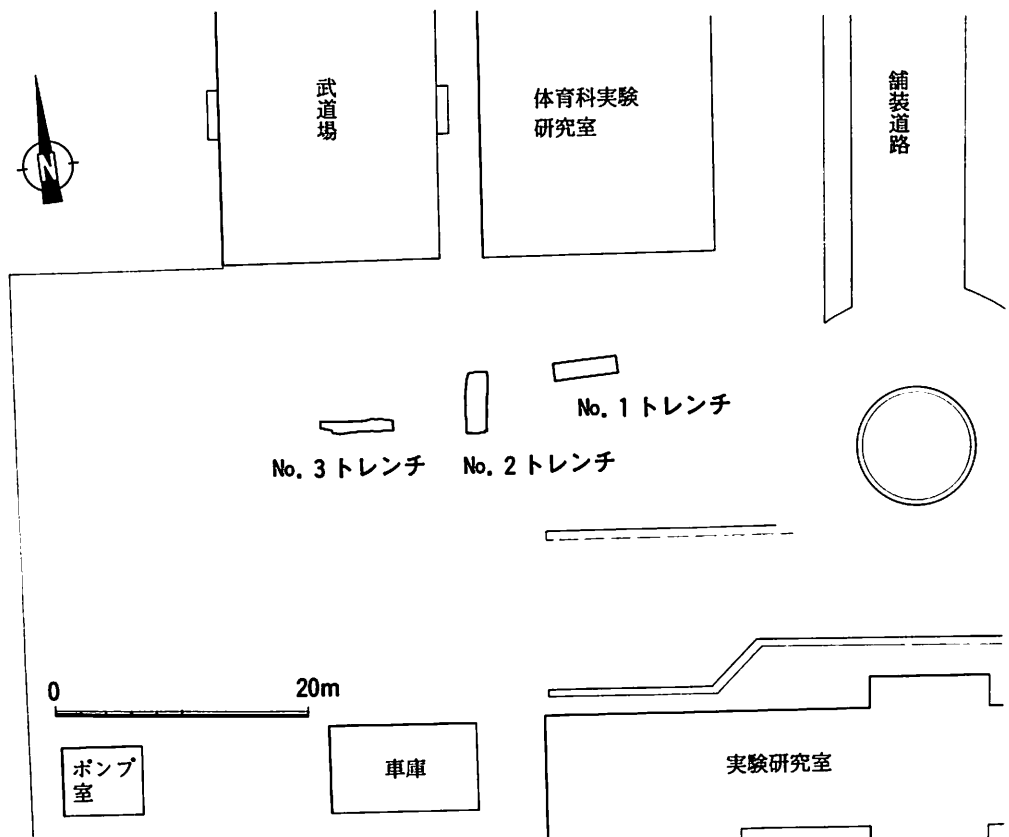 武道場
体育科実験
研究室
舗装道路
N
No. 1 トレンチ
No. 3 トレンチ
No. 2 トレンチ
0
20m
ポンプ
室
車庫
実験研究室